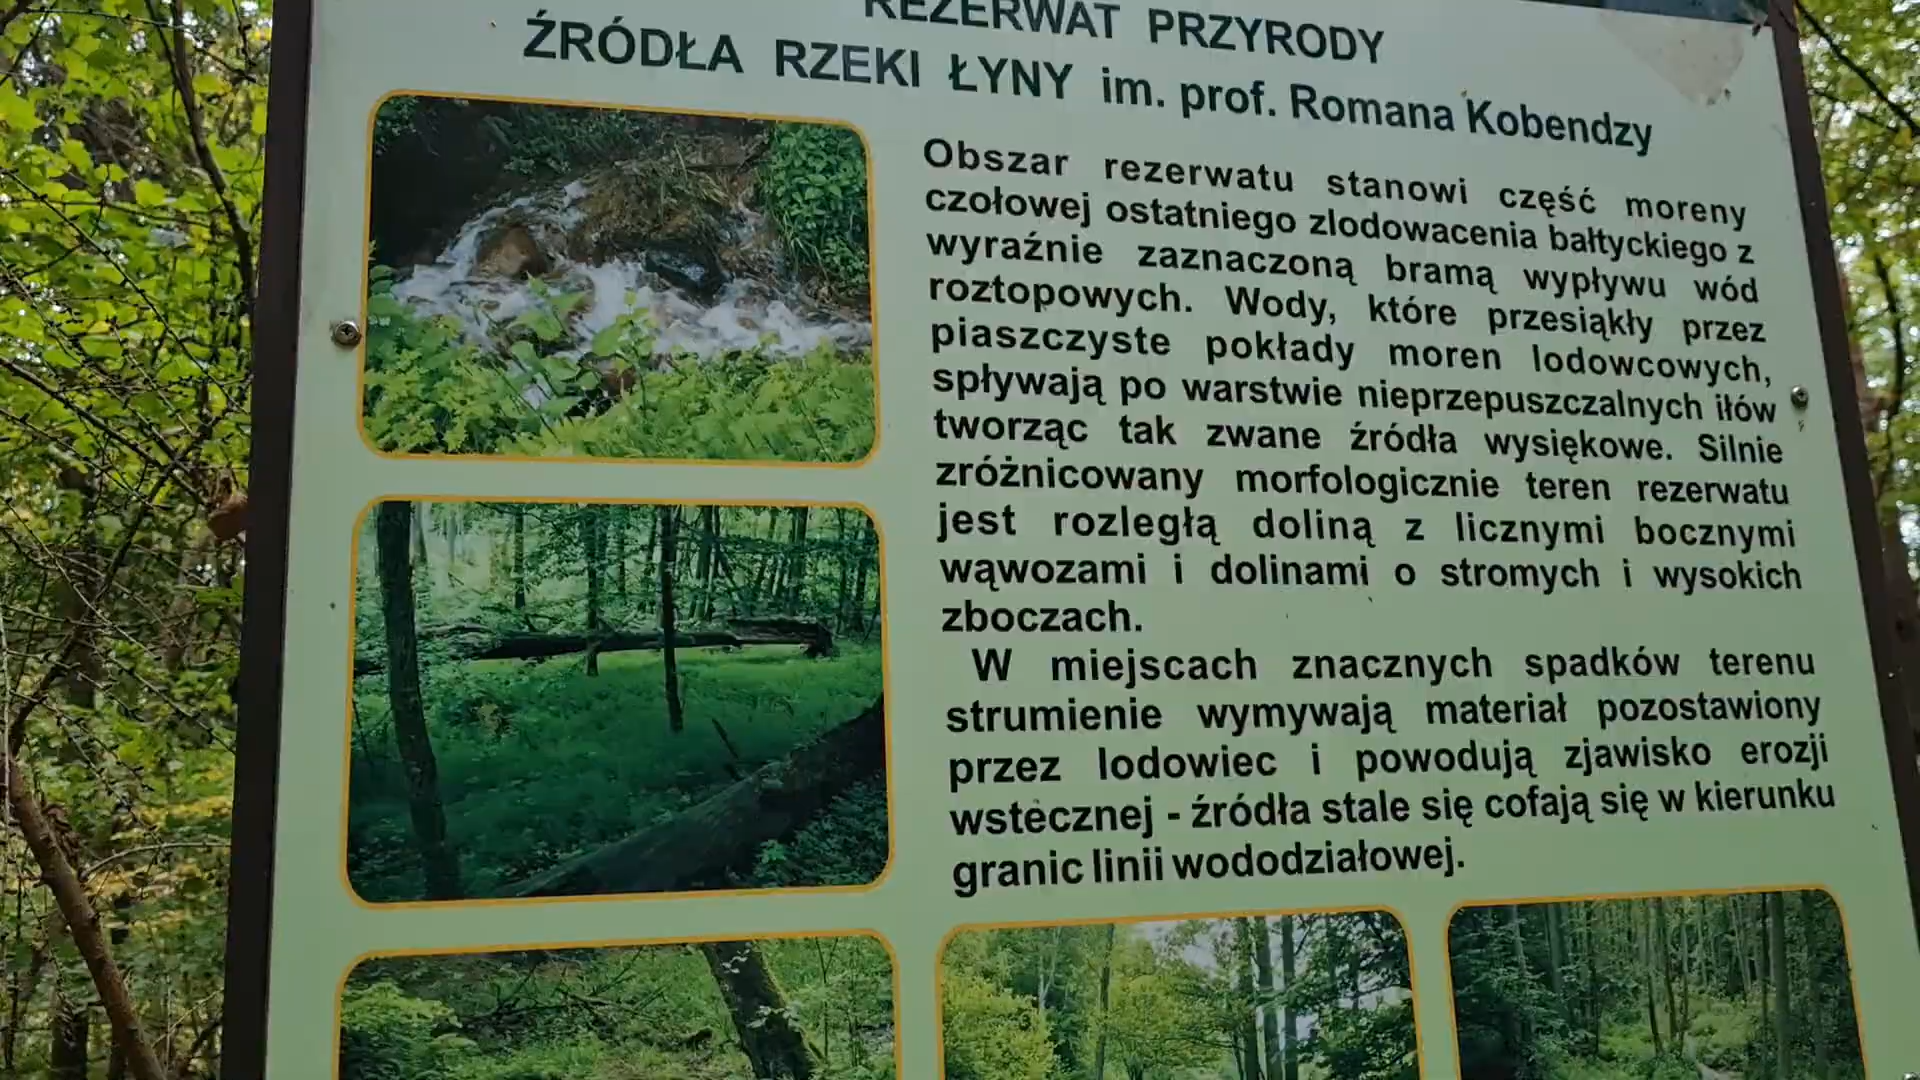 REZERWAT PRZYRODY
ŹRÓDŁA RZEKI ŁYNY im. prof. Romana Kobendzy
Obszar rezerwatu stanowi część moreny
czołowej ostatniego zlodowacenia bałtyckiego z
wyraźnie zaznaczoną bramą wypływu wód
roztopowych. Wody, które przesiąkły przez
piaszczyste pokłady moren lodowcowych,
spływają po warstwie nieprzepuszczalnych iłów
tworząc tak zwane źródła wysiękowe. Silnie
zróżnicowany morfologicznie teren rezerwatu
jest rozległą doliną z licznymi bocznymi
wąwozami i dolinami o stromych i wysokich
zboczach.
W miejscach znacznych spadków terenu
strumienie wymywają materiał pozostawiony
przez lodowiec i powodują zjawisko erozji
wstecznej - źródła stale się cofają się w kierunku
granic linii wododziałowej.